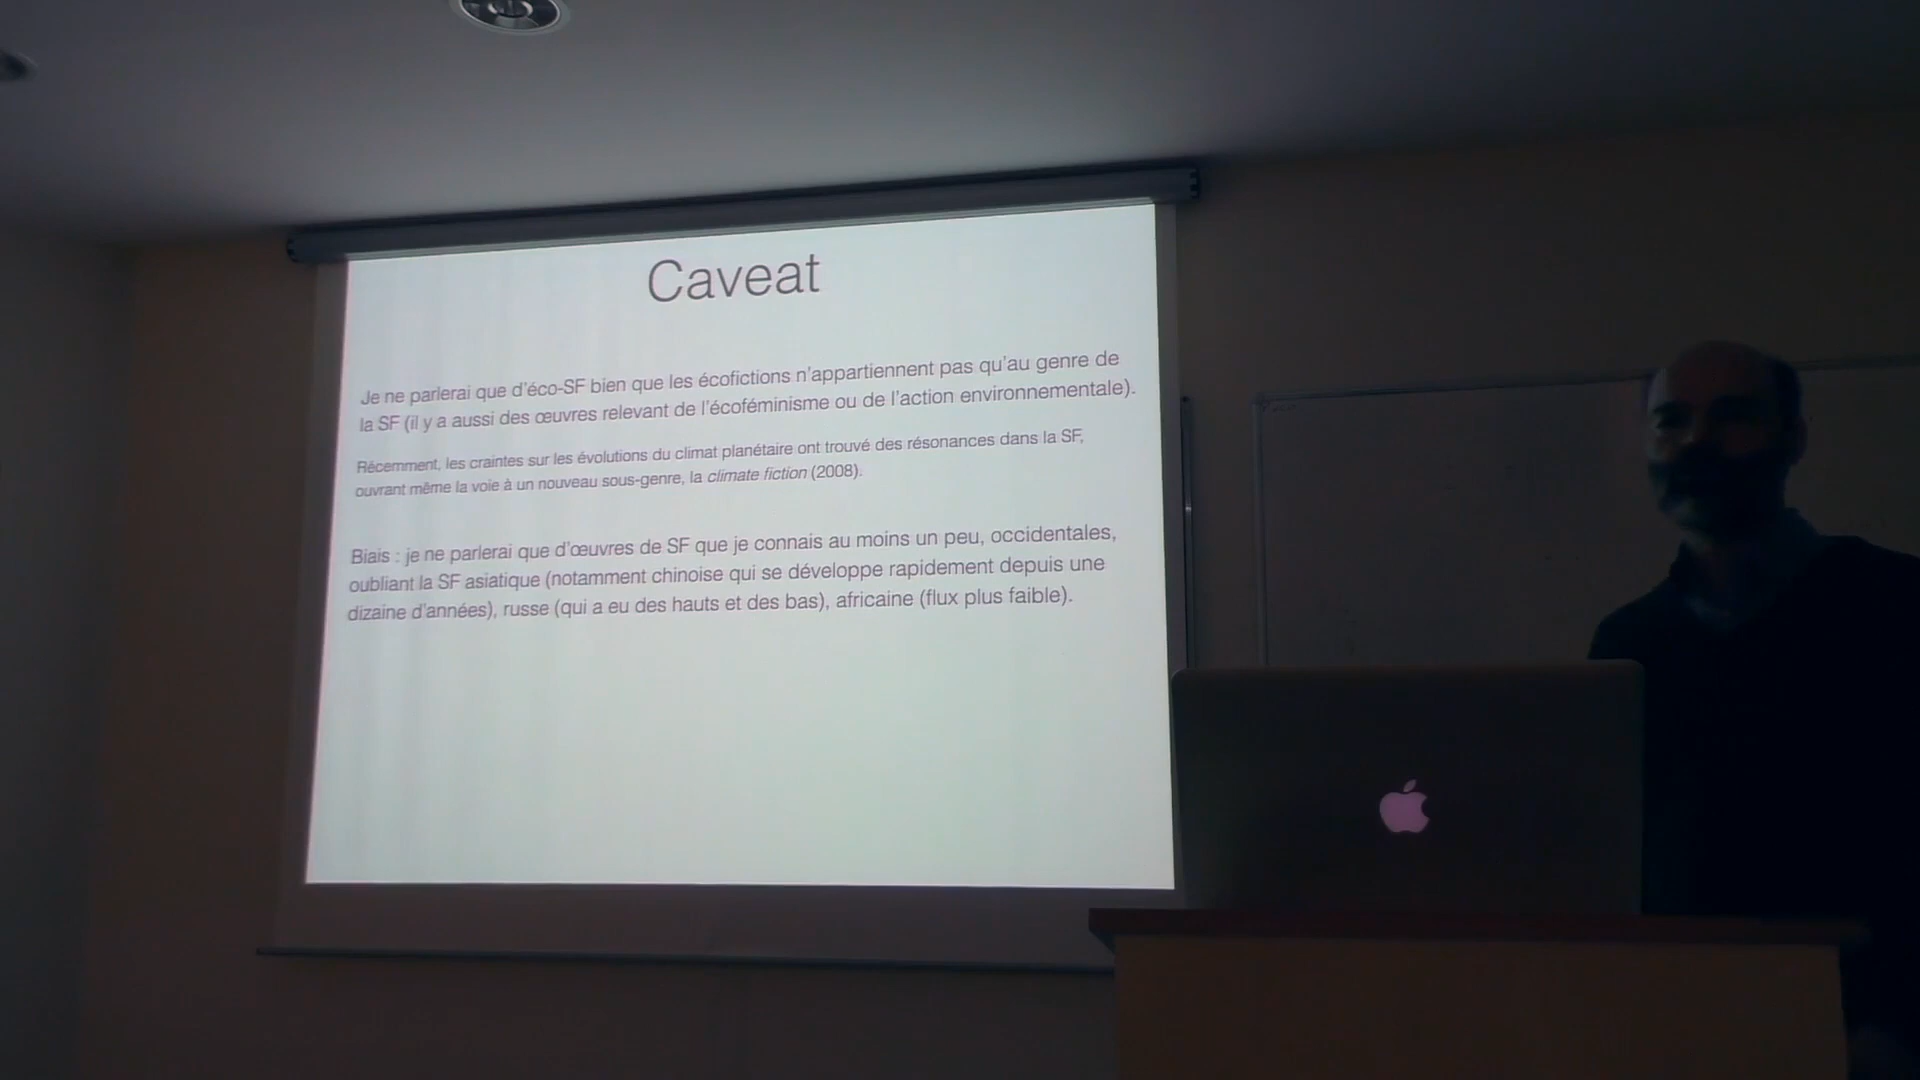 Caveat
Je ne parlerai que d'éco-SF bien que les écofictions n'appartiennent pas qu'au genre de
la SF (il y a aussi des œuvres relevant de l'écoféminisme ou de l'action environnementale).
Récemment, les craintes sur les évolutions du climat planétaire ont trouvé des résonances dans la SF,
ouvrant même la voie à un nouveau sous-genre, la climate fiction (2008).
Biais : je ne parlerai que d'œuvres de SF que je connais au moins un peu, occidentales,
oubliant la SF asiatique (notamment chinoise qui se développe rapidement depuis une
dizaine d'années), russe (qui a eu des hauts et des bas), africaine (flux plus faible).